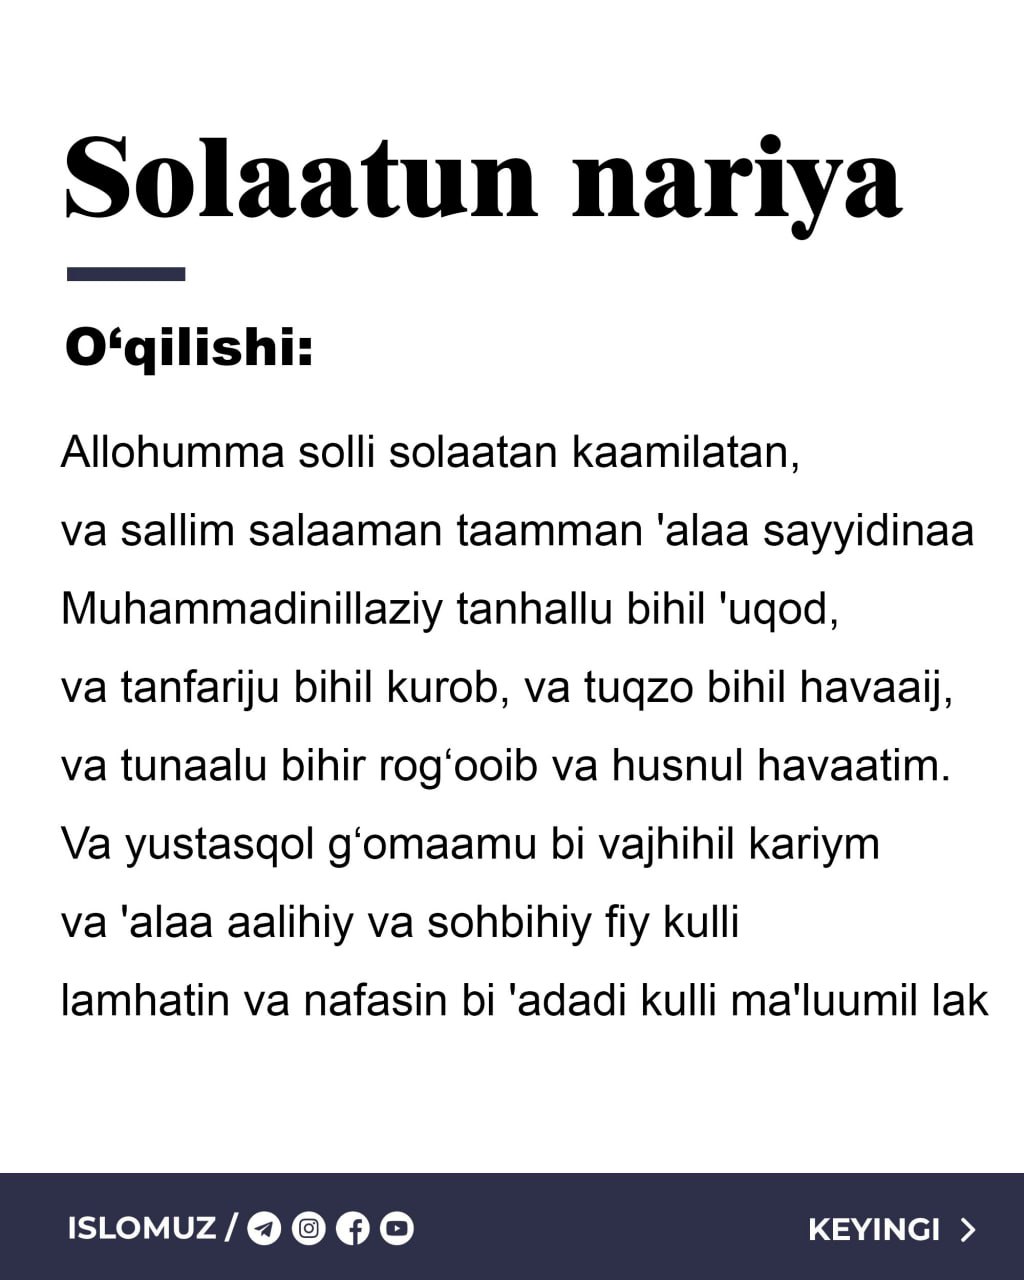 Solaatun nariya
O‘qilishi:
Allohumma solli solaatan kaamilatan,
va sallim salaaman taamman 'alaa sayyidinaa
Muhammadinillaziy tanhallu bihil 'uqod,
va tanfariju bihil kurob, va tuqzo bihil havaaij,
va tunaalu bihir rog‘ooib va husnul havaatim.
Va yustasqol g‘omaamu bi vajhihil kariym
va 'alaa aalihiy va sohbihiy fiy kulli
lamhatin va nafasin bi 'adadi kulli ma'luumil lak
ISLOMUZ /
KEYINGI